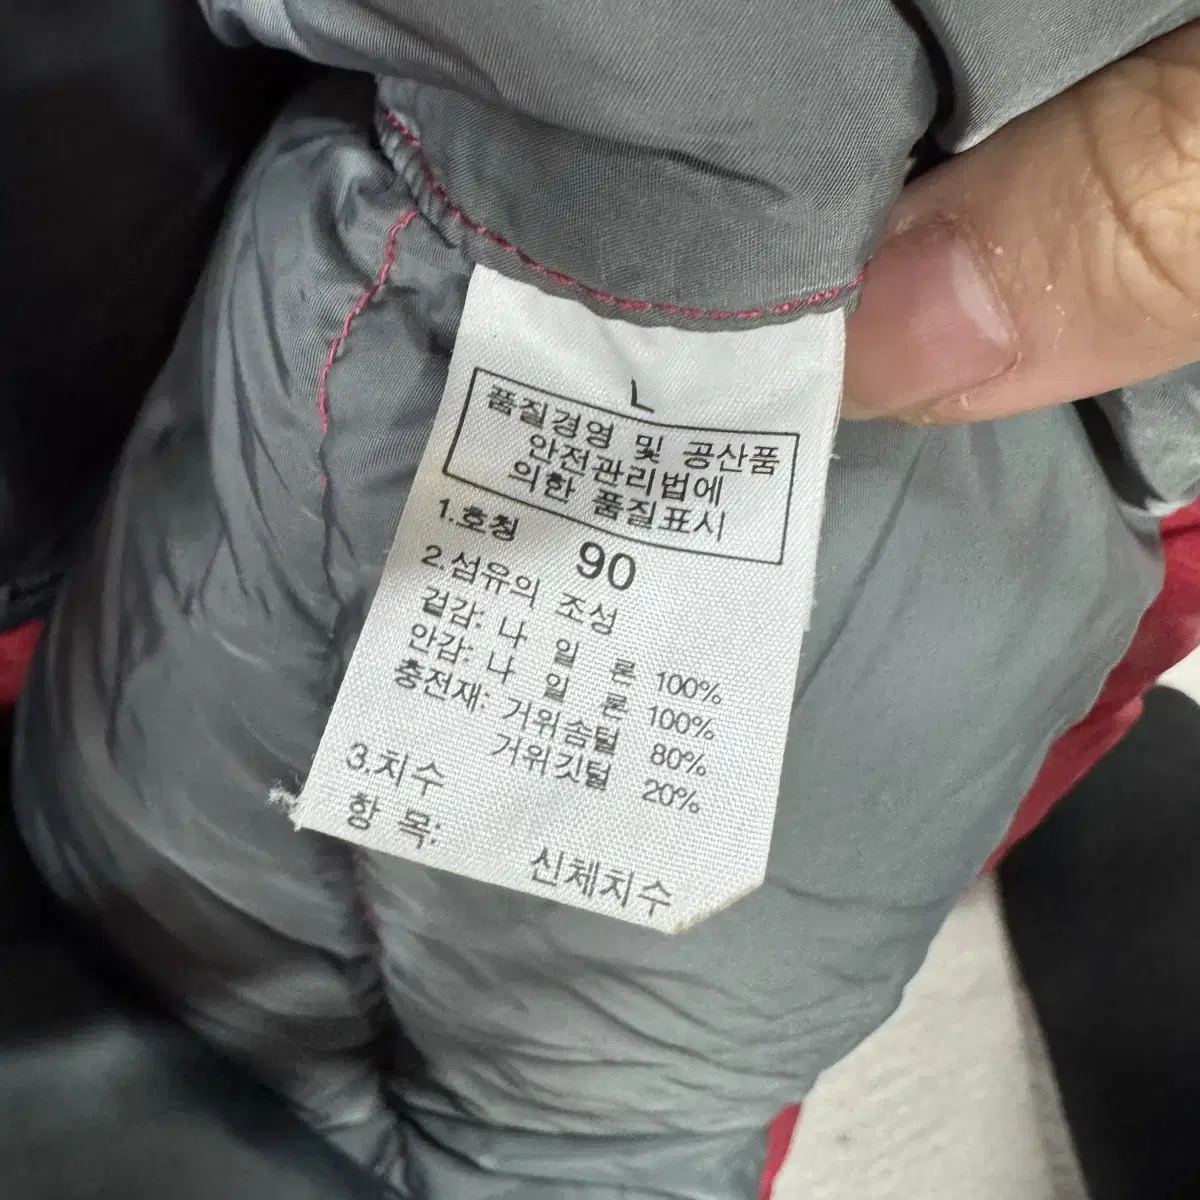 L
품질경영 및 공산품
안전관리법에
의한 품질표시
1.호칭 90
2.섬유의 조성
겉감: 나 일 론 100%
안감: 나 일 론 100%
충전재: 거위솜털 80%
거위깃털 20%
3.치수
항 목: 신체치수